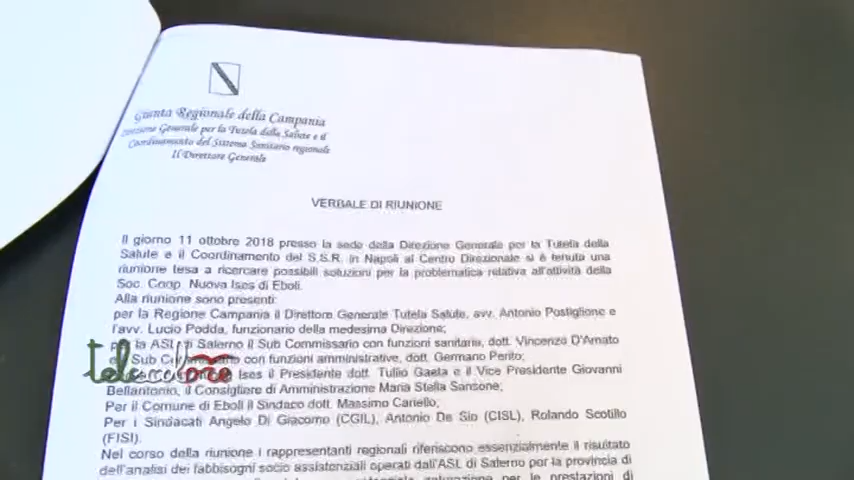 Giunta Regionale della Campania
Direzione Generale per la Tutela della Salute e il
Coordinamento del Sistema Sanitario regionale
Il Direttore Generale
VERBALE DI RIUNIONE
Il giorno 11 ottobre 2018 presso la sede della Direzione Generale per la Tutela della
Salute e il Coordinamento del S.S.R. in Napoli al Centro Direzionale si è tenuta una
riunione tesa a ricercare possibili soluzioni per la problematica relativa all'attività della
Soc. Coop. Nuova Ises di Eboli.
Alla riunione sono presenti:
per la Regione Campania il Direttore Generale Tutela Salute, avv. Antonio Postiglione e
l'avv. Lucio Podda, funzionario della medesima Direzione;
per la ASL di Salerno il Sub Commissario con funzioni sanitarie, dott. Vincenzo D'Amato
Sub con funzioni amministrative, dott. Germano Perito;
Ises il Presidente dott. Tullio Gaeta e il Vice Presidente Giovanni
Bellantonio, il Consigliere di Amministrazione Maria Stella Sansone;
Per il Comune di Eboli il Sindaco dott. Massimo Cariello;
Per i Sindacati Angelo Di Giacomo (CGIL), Antonio De Sio (CISL), Rolando Scotillo
(FISI).
Nel corso della riunione i rappresentanti regionali riferiscono essenzialmente il risultato
dell'analisi dei fabbisogni socio assistenziali operati dall'ASL di Salerno per la provincia di
per le prestazioni di
telecolore